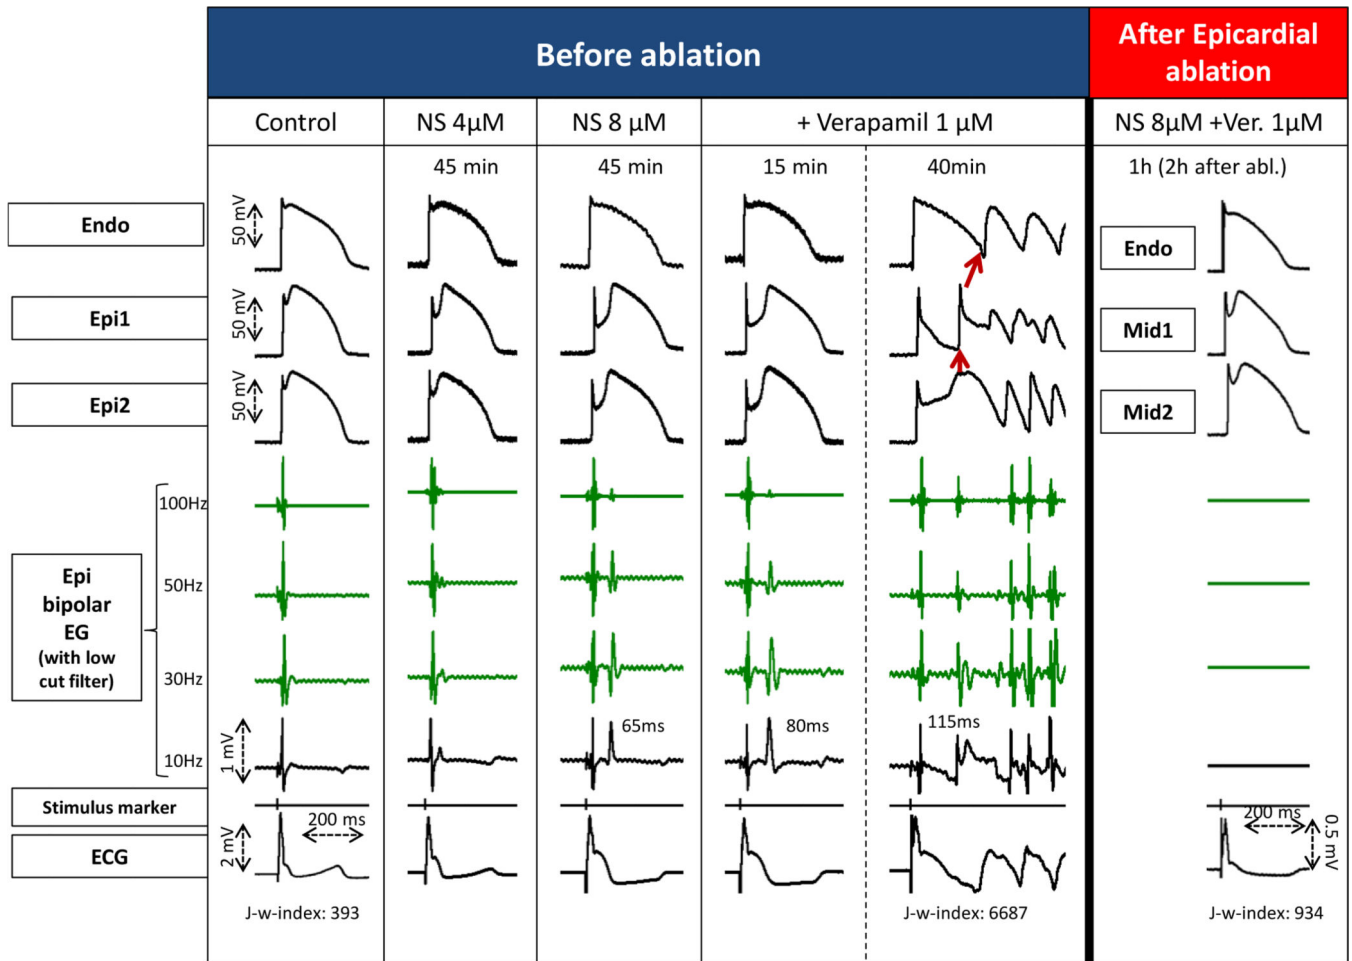 Before ablation
After Epicardial
ablation
Control
NS 4µM
NS 8 µM
+ Verapamil 1 µM
NS 8µM +Ver. 1µM
45 min
45 min
15 min
40min
1h (2h after abl.)
Endo
50 mV
Endo
Epi1
50 mV
Mid1
Epi2
50 mV
Mid2
Epi
bipolar
EG
(with low
cut filter)
100Hz
50Hz
30Hz
10Hz
1 mV
65ms
80ms
115ms
Stimulus marker
ECG
2 mV
200 ms
200 ms
0.5 mV
J-w-index: 393
J-w-index: 6687
J-w-index: 934